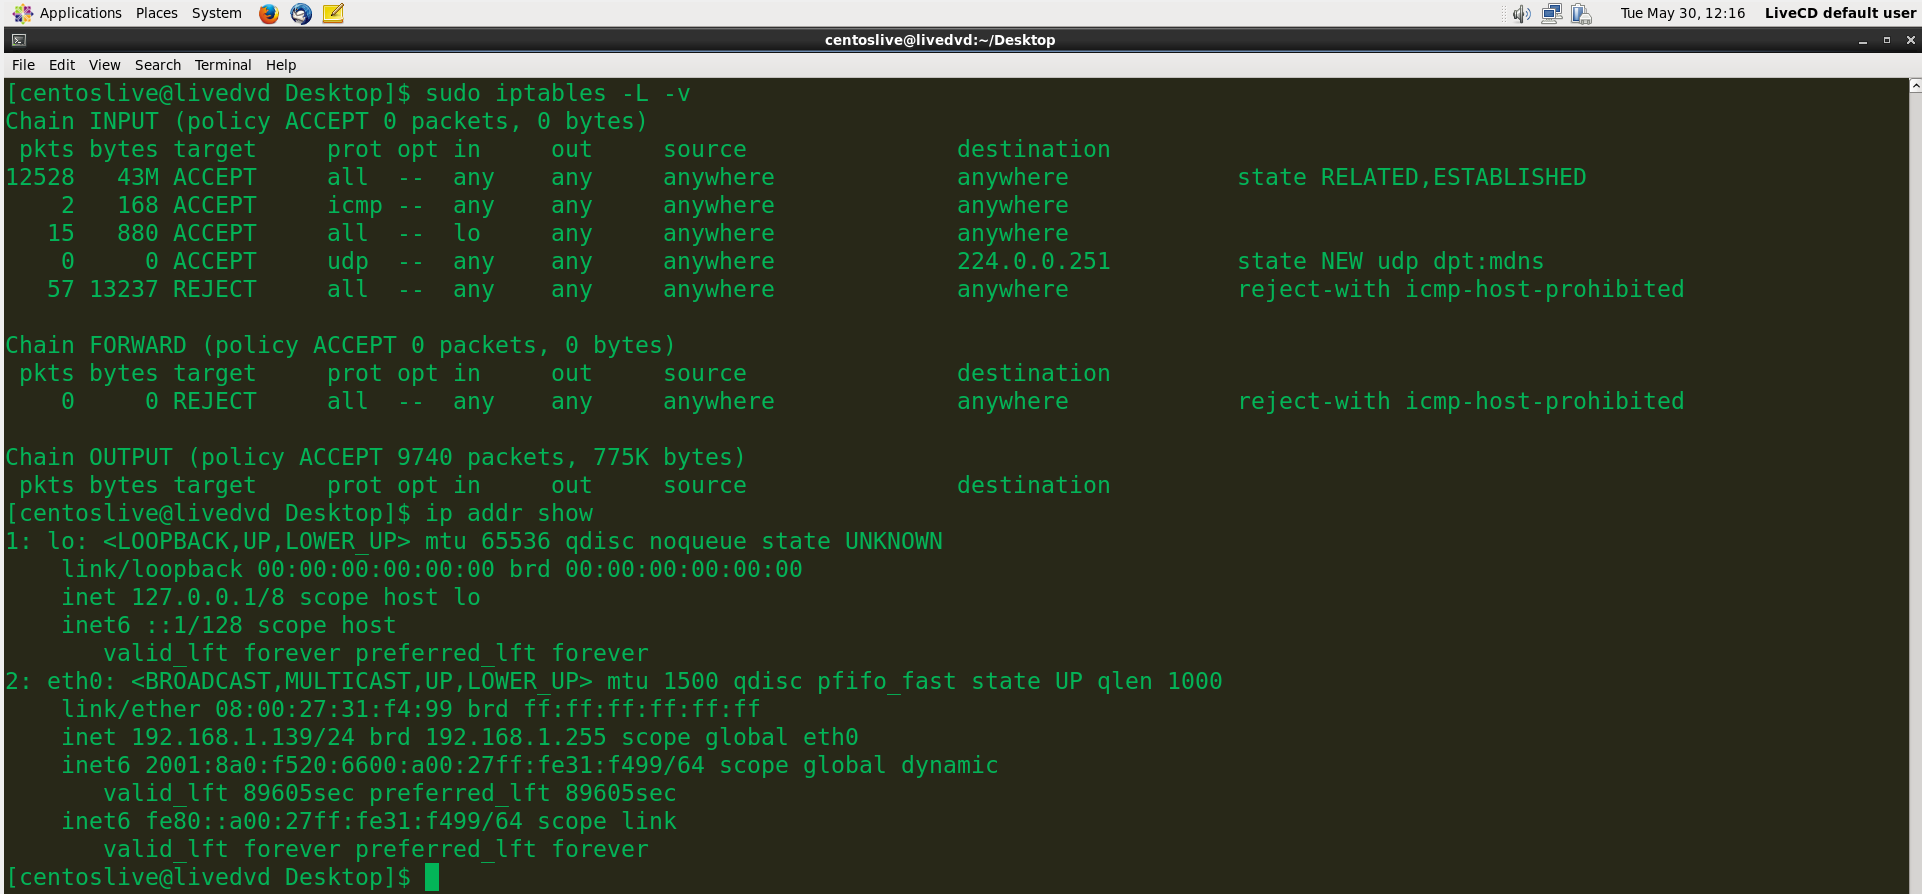 Applications Places System Tue May 30, 12:16 LiveCD default user
centoslive@livedvd:~/Desktop
File Edit View Search Terminal Help
[centoslive@livedvd Desktop]$ sudo iptables -L -v
Chain INPUT (policy ACCEPT 0 packets, 0 bytes)
 pkts bytes target     prot opt in     out     source               destination
12528   43M ACCEPT     all  --  any    any     anywhere             anywhere            state RELATED,ESTABLISHED
    2   168 ACCEPT     icmp --  any    any     anywhere             anywhere
   15   880 ACCEPT     all  --  lo     any     anywhere             anywhere
    0     0 ACCEPT     udp  --  any    any     anywhere             224.0.0.251         state NEW udp dpt:mdns
   57 13237 REJECT     all  --  any    any     anywhere             anywhere            reject-with icmp-host-prohibited
Chain FORWARD (policy ACCEPT 0 packets, 0 bytes)
 pkts bytes target     prot opt in     out     source               destination
    0     0 REJECT     all  --  any    any     anywhere             anywhere            reject-with icmp-host-prohibited
Chain OUTPUT (policy ACCEPT 9740 packets, 775K bytes)
 pkts bytes target     prot opt in     out     source               destination
[centoslive@livedvd Desktop]$ ip addr show
1: lo: <LOOPBACK,UP,LOWER_UP> mtu 65536 qdisc noqueue state UNKNOWN
    link/loopback 00:00:00:00:00:00 brd 00:00:00:00:00:00
    inet 127.0.0.1/8 scope host lo
    inet6 ::1/128 scope host
       valid_lft forever preferred_lft forever
2: eth0: <BROADCAST,MULTICAST,UP,LOWER_UP> mtu 1500 qdisc pfifo_fast state UP qlen 1000
    link/ether 08:00:27:31:f4:99 brd ff:ff:ff:ff:ff:ff
    inet 192.168.1.139/24 brd 192.168.1.255 scope global eth0
    inet6 2001:8a0:f520:6600:a00:27ff:fe31:f499/64 scope global dynamic
       valid_lft 89605sec preferred_lft 89605sec
    inet6 fe80::a00:27ff:fe31:f499/64 scope link
       valid_lft forever preferred_lft forever
[centoslive@livedvd Desktop]$